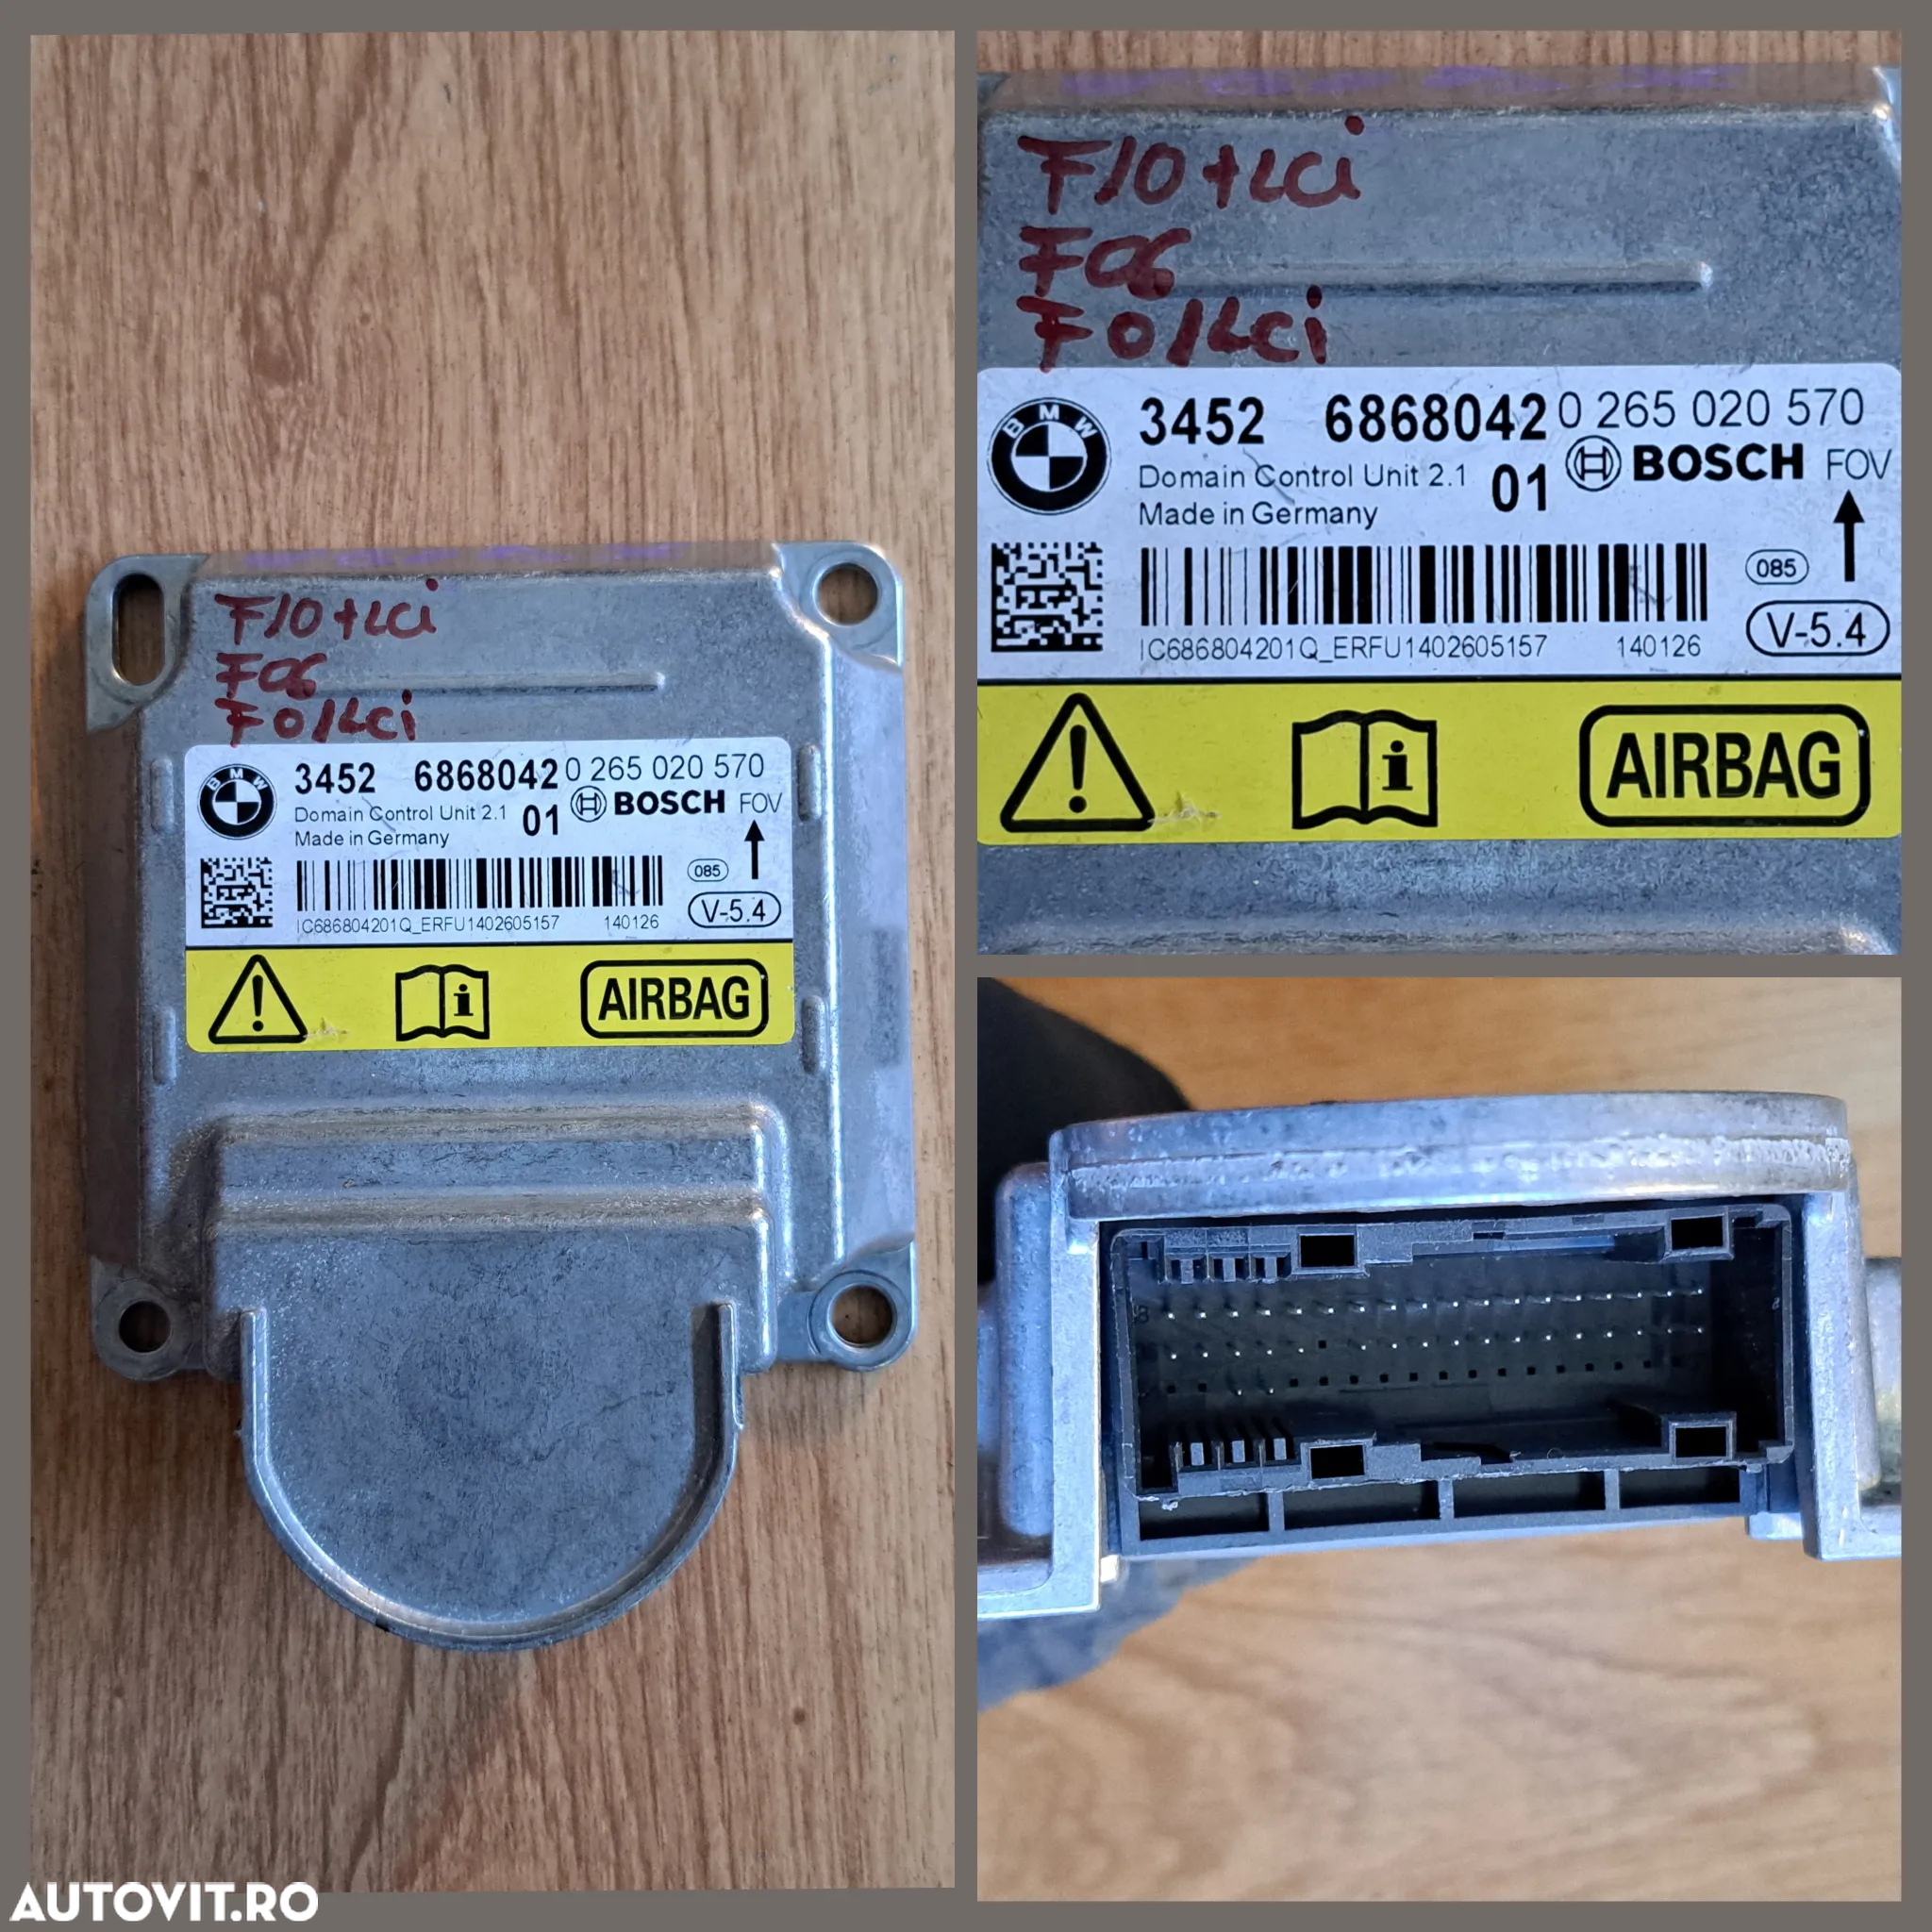 F10+LCi
F06
F01LCi
BMW
3452 6868042 0 265 020 570
Domain Control Unit 2.1 01 BOSCH FOV
Made in Germany
085
V-5.4
IC686804201Q_ERFU1402605157 140126
AIRBAG
F10+LCi
F06
F01LCi
BMW
3452 6868042 0 265 020 570
Domain Control Unit 2.1 01 BOSCH FOV
Made in Germany
085
V-5.4
IC686804201Q_ERFU1402605157 140126
AIRBAG
AUTOVIT.RO